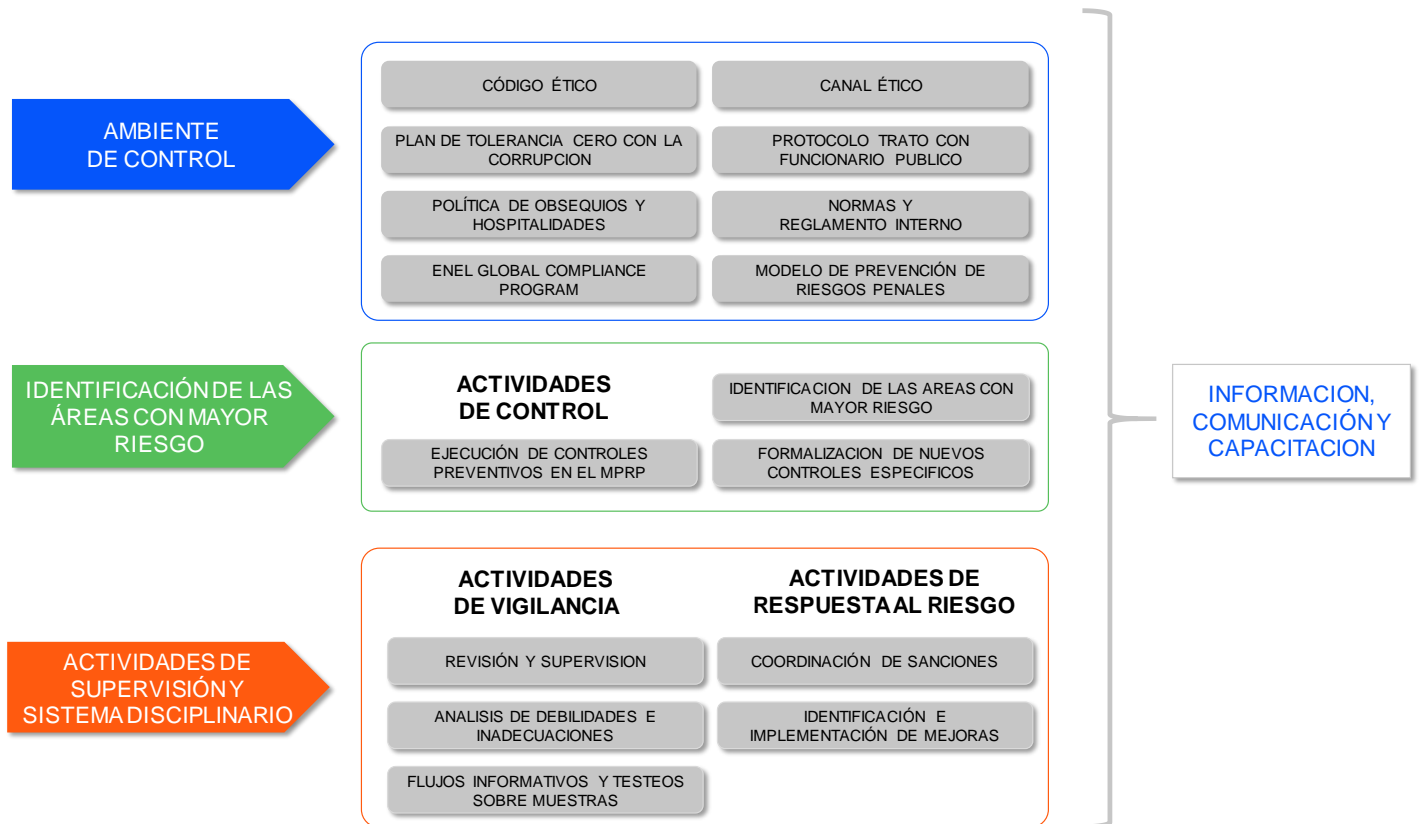 AMBIENTE
DE CONTROL
CÓDIGO ÉTICO
CANAL ÉTICO
PLAN DE TOLERANCIA CERO CON LA
CORRUPCION
PROTOCOLO TRATO CON
FUNCIONARIO PUBLICO
POLÍTICA DE OBSEQUIOS Y
HOSPITALIDADES
NORMAS Y
REGLAMENTO INTERNO
ENEL GLOBAL COMPLIANCE
PROGRAM
MODELO DE PREVENCIÓN DE
RIESGOS PENALES
IDENTIFICACIÓN DE LAS
ÁREAS CON MAYOR
RIESGO
ACTIVIDADES
DE CONTROL
IDENTIFICACION DE LAS AREAS CON
MAYOR RIESGO
EJECUCIÓN DE CONTROLES
PREVENTIVOS EN EL MPRP
FORMALIZACION DE NUEVOS
CONTROLES ESPECIFICOS
ACTIVIDADES DE
SUPERVISIÓN Y
SISTEMA DISCIPLINARIO
ACTIVIDADES
DE VIGILANCIA
ACTIVIDADES DE
RESPUESTA AL RIESGO
REVISIÓN Y SUPERVISION
COORDINACIÓN DE SANCIONES
ANALISIS DE DEBILIDADES E
INADECUACIONES
IDENTIFICACIÓN E
IMPLEMENTACIÓN DE MEJORAS
FLUJOS INFORMATIVOS Y TESTEOS
SOBRE MUESTRAS
INFORMACION,
COMUNICACIÓN Y
CAPACITACION